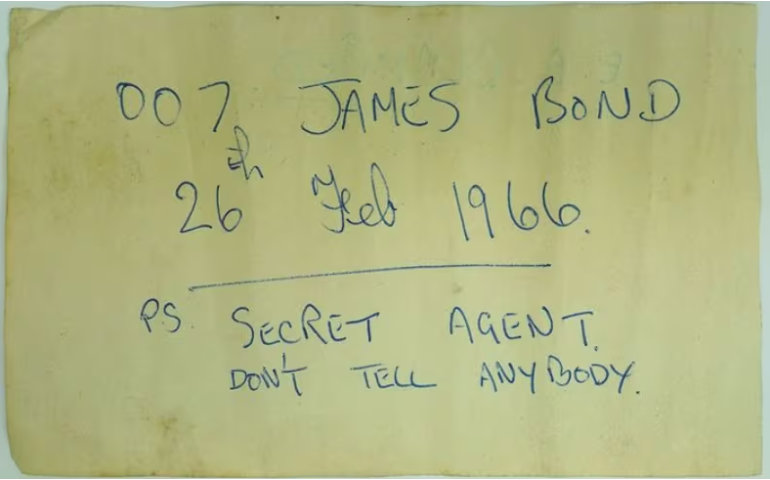 007 JAMES BOND
26th Feb 1966.
PS. SECRET AGENT.
DON'T TELL ANYBODY.